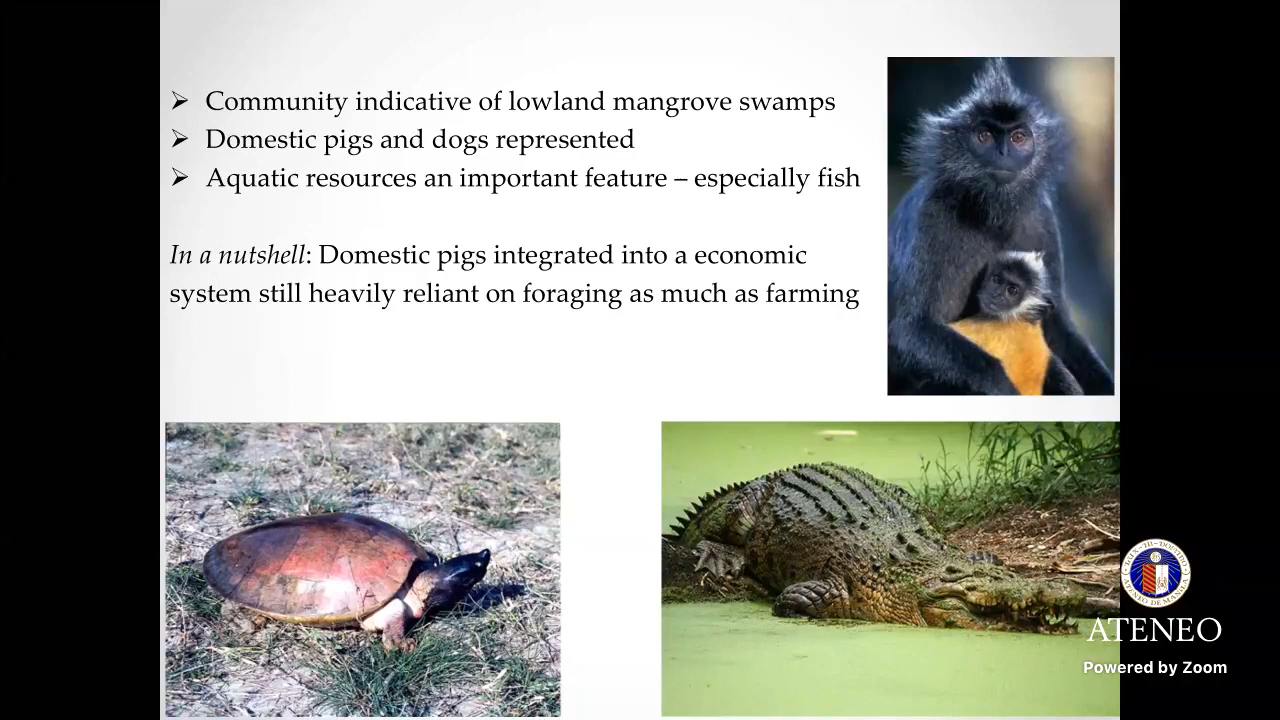 ➢ Community indicative of lowland mangrove swamps
➢ Domestic pigs and dogs represented
➢ Aquatic resources an important feature – especially fish
In a nutshell: Domestic pigs integrated into a economic
system still heavily reliant on foraging as much as farming
ATENEO
Powered by Zoom